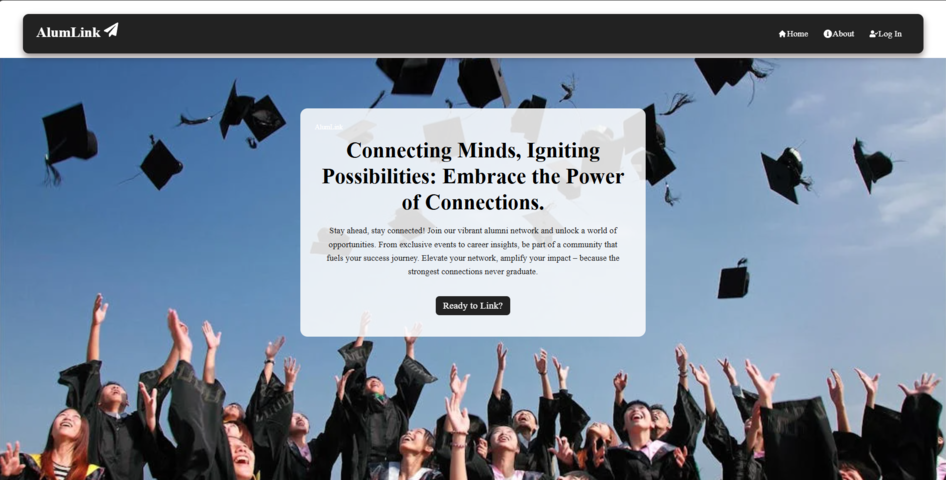 AlumLink
Home About Log In
AlumLink
Connecting Minds, Igniting
Possibilities: Embrace the Power
of Connections.
Stay ahead, stay connected! Join our vibrant alumni network and unlock a world of
opportunities. From exclusive events to career insights, be part of a community that
fuels your success journey. Elevate your network, amplify your impact – because the
strongest connections never graduate.
Ready to Link?